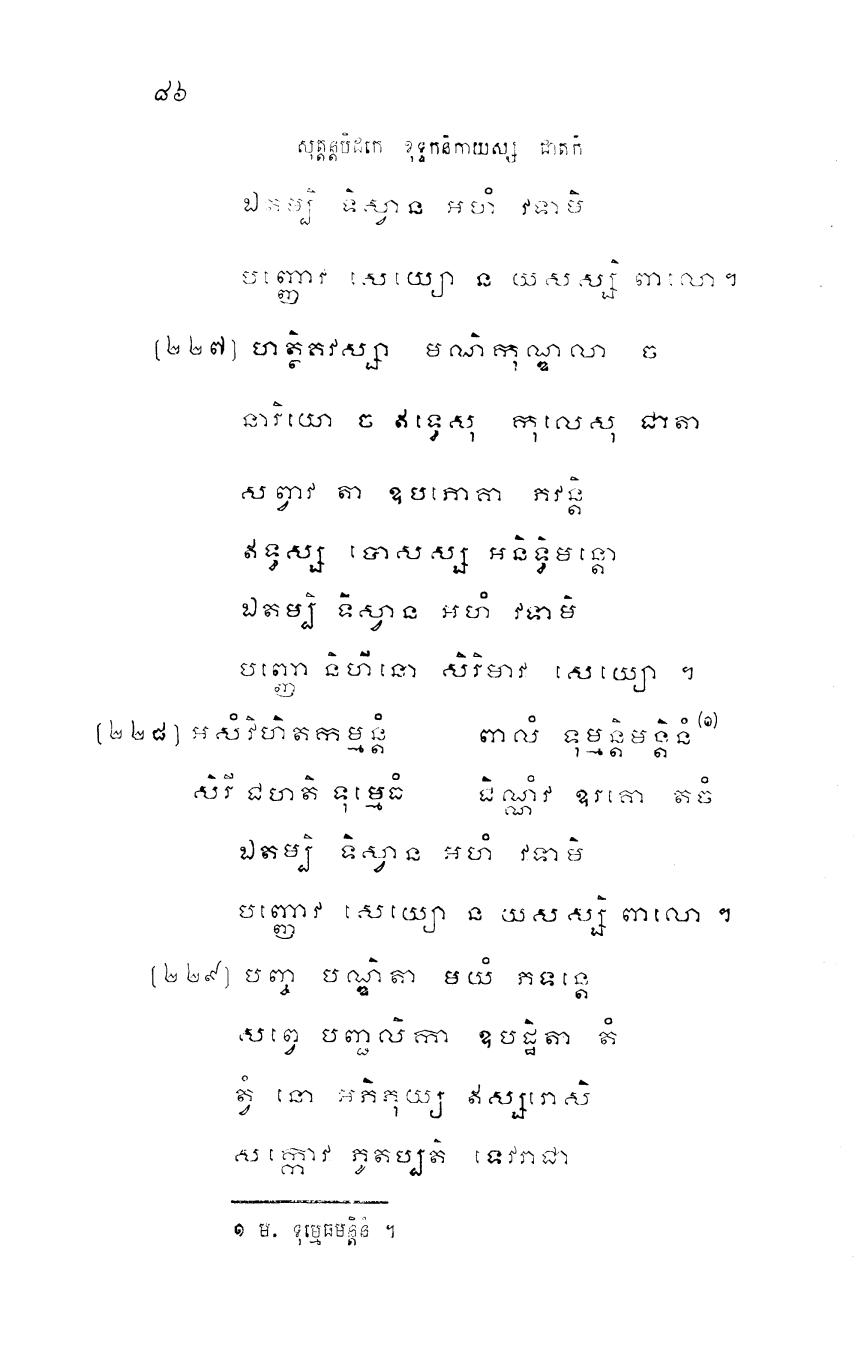 ៨៦
សុត្តន្តបិដកេ ខុទ្ទកនិកាយស្ស ជាតកំ
ឯតម្បិ ទិស្វាន អហំ វទាមិ
បញ្ញោវ សេយ្យោ ន យសស្សិ ពាលោ។
(២២៧) ហត្ថិគវស្សា មណិកុណ្ឌលា ច
នារិយោ ច ឥទ្ធេសុ កុលេសុ ជាតា
សព្វាវ តា ឧបភោគា ភវន្តិ
ឥទ្ធស្ស បោសស្ស អនិទ្ធិមន្តោ
ឯតម្បិ ទិស្វាន អហំ វទាមិ
បញ្ញោ និហីនោ សិរិមាវ សេយ្យោ ។
(២២៨) អសំវិហិតកម្មន្តំ ពាលំ ទុម្មន្តិមន្តិនំ(១)
សិរី ជហតិ ទុម្មេធំ ជិណ្ណំវ ឧរគោ តចំ
ឯតម្បិ ទិស្វាន អហំ វទាមិ
បញ្ញោវ សេយ្យោ ន យសស្សិ ពាលោ ។
(២២៩) បញ្ច បណ្ឌិតា មយំ ភទន្តេ
សព្វេ បញ្ជលិកា ឧបដ្ឋិតា តំ
ត្វំ នោ អភិភុយ្យ ឥស្សរោសិ
សក្កោវ ភូតប្បតិ ទេវរាជា
១ ម. ទុម្មេធមន្តិនំ ។